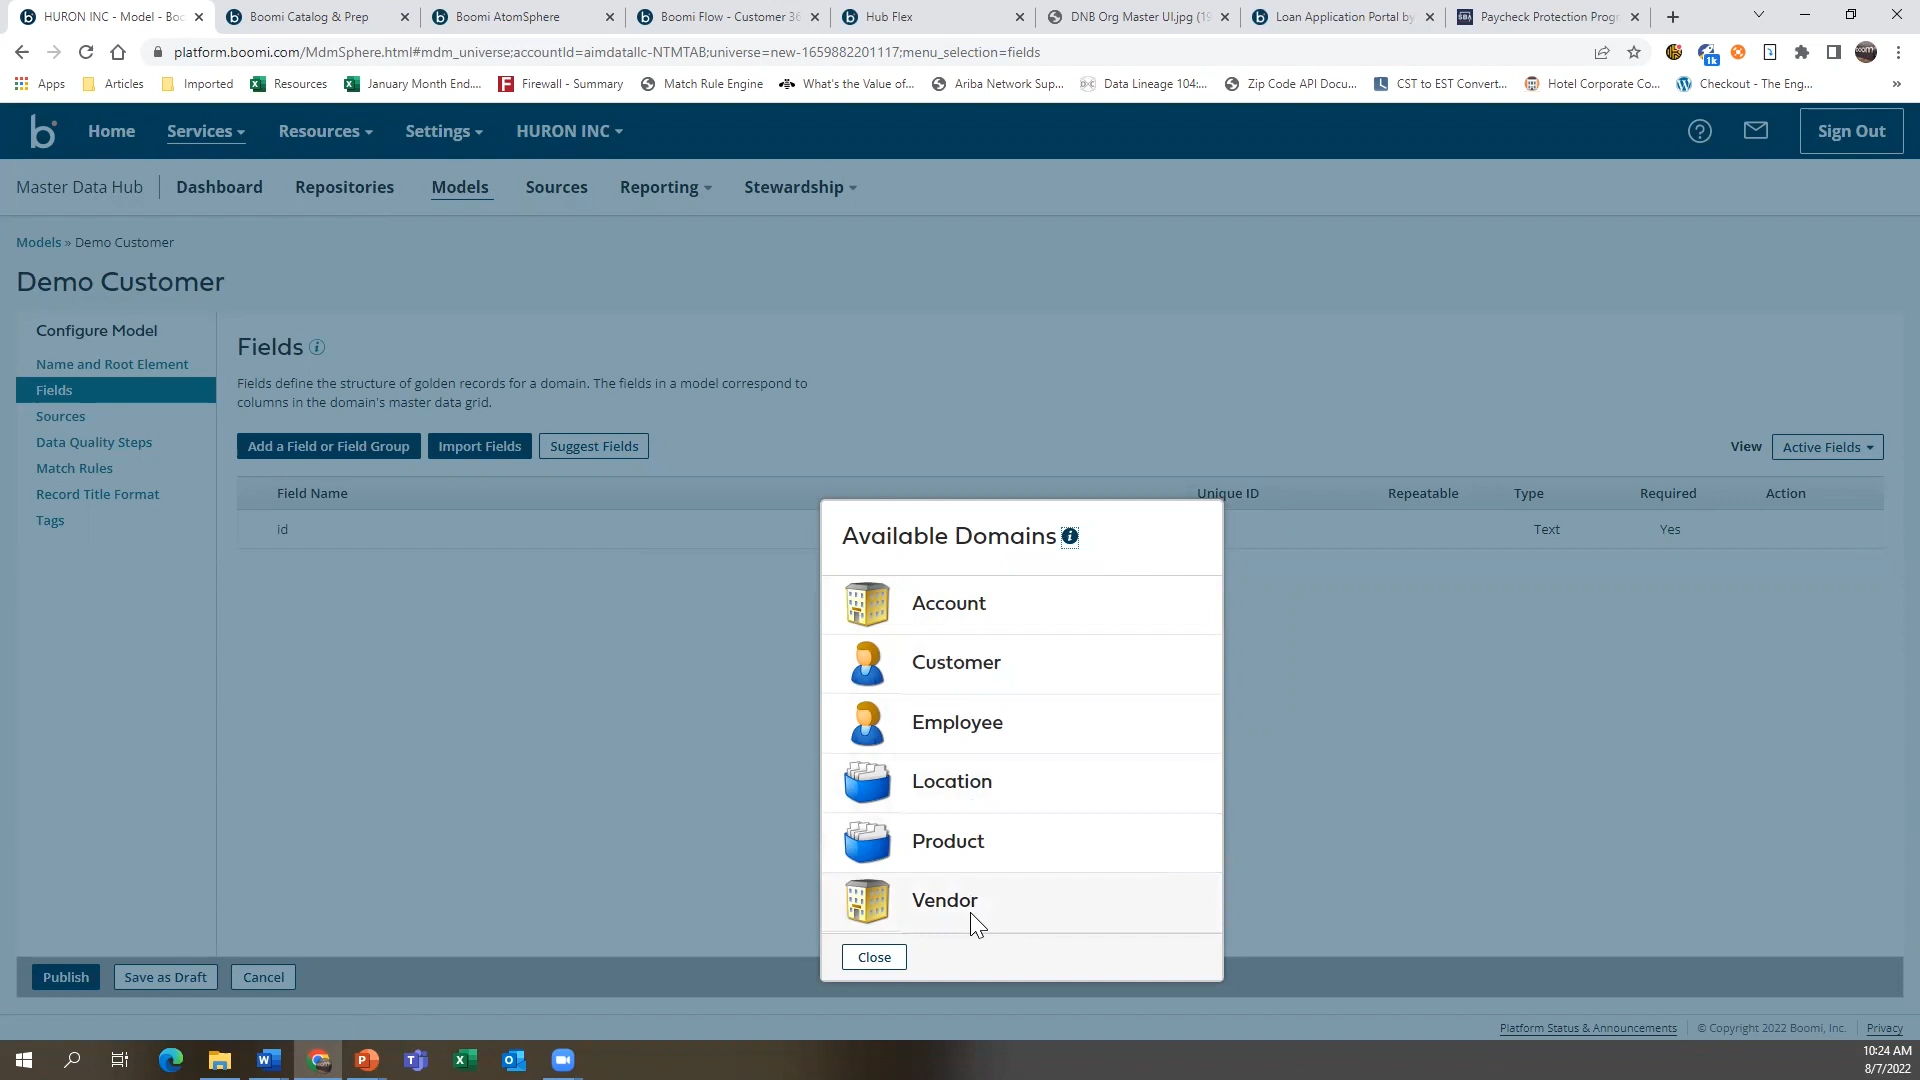 HURON INC - Model - Boo
Boomi Catalog & Prep
Boomi AtomSphere
Boomi Flow - Customer 36
Hub Flex
DNB Org Master UI.jpg (19
Loan Application Portal by
Paycheck Protection Progr
platform.boomi.com/MdmSphere.html#mdm_universe;accountId=aimdatallc-NTMTAB;universe=new-1659882201117;menu_selection=fields
1k
Apps
Articles
Imported
Resources
January Month End....
Firewall - Summary
Match Rule Engine
What's the Value of...
Ariba Network Sup...
Data Lineage 104:...
Zip Code API Docu...
CST to EST Convert...
Hotel Corporate Co...
Checkout - The Eng...
»
b Home Services Resources Settings HURON INC
? Sign Out
Master Data Hub Dashboard Repositories Models Sources Reporting Stewardship
Models » Demo Customer
Demo Customer
Configure Model
Name and Root Element
Fields
Sources
Data Quality Steps
Match Rules
Record Title Format
Tags
Fields i
Fields define the structure of golden records for a domain. The fields in a model correspond to
columns in the domain's master data grid.
Add a Field or Field Group Import Fields Suggest Fields
View Active Fields
Field Name Unique ID Repeatable Type Required Action
id Text Yes
Available Domains i
Account
Customer
Employee
Location
Product
Vendor
Close
Publish Save as Draft Cancel
Platform Status & Announcements © Copyright 2022 Boomi, Inc. Privacy
10:24 AM
8/7/2022